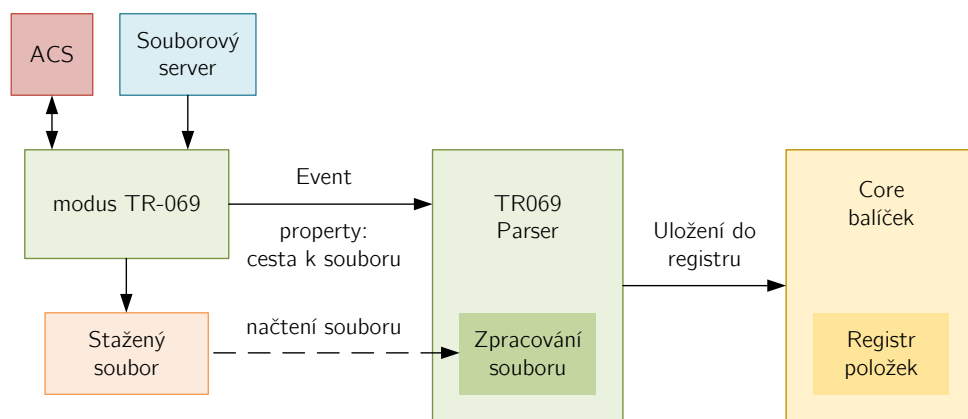 ACS
Souborový
server
modus TR-069
Event
property:
cesta k souboru
TR069
Parser
Uložení do
registru
Core
balíček
Stažený
soubor
načtení souboru
Zpracování
souboru
Registr
položek